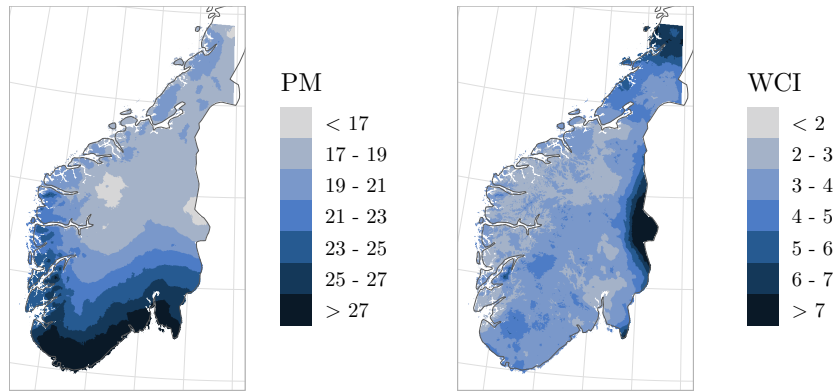 PM
< 17
17 - 19
19 - 21
21 - 23
23 - 25
25 - 27
> 27
WCI
< 2
2 - 3
3 - 4
4 - 5
5 - 6
6 - 7
> 7